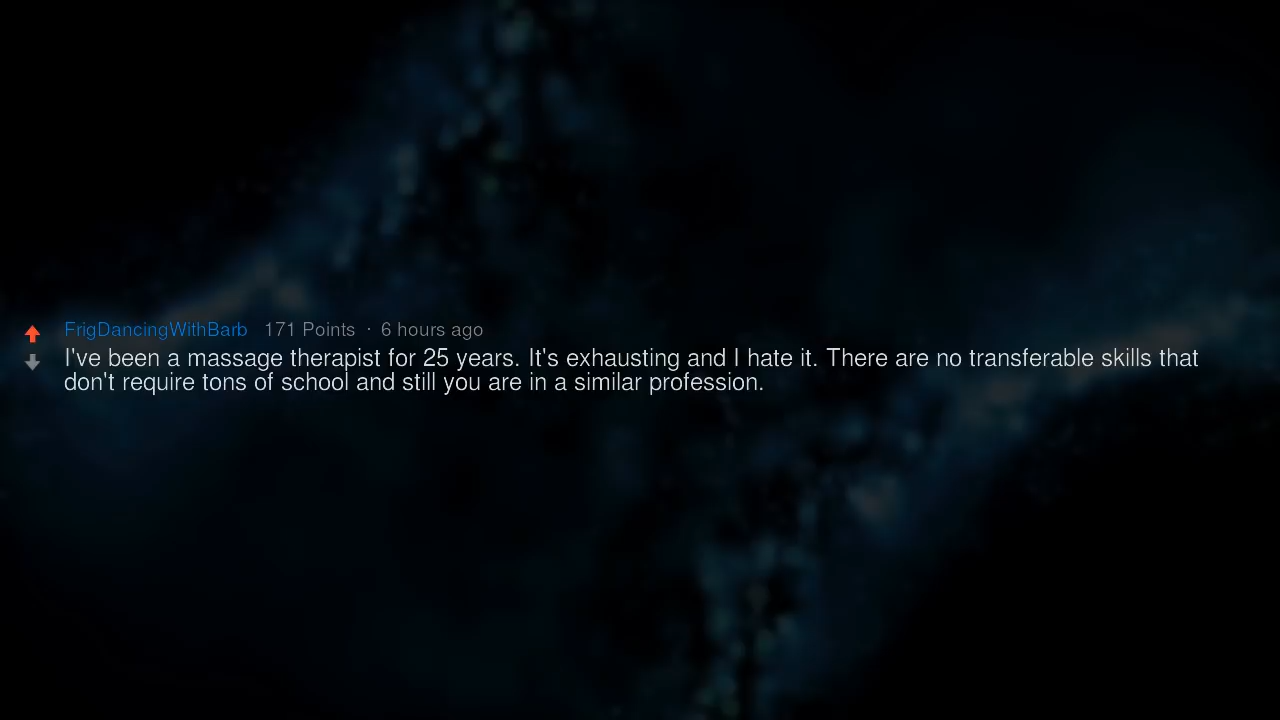 FrigDancingWithBarb 171 Points · 6 hours ago
I've been a massage therapist for 25 years. It's exhausting and I hate it. There are no transferable skills that
don't require tons of school and still you are in a similar profession.